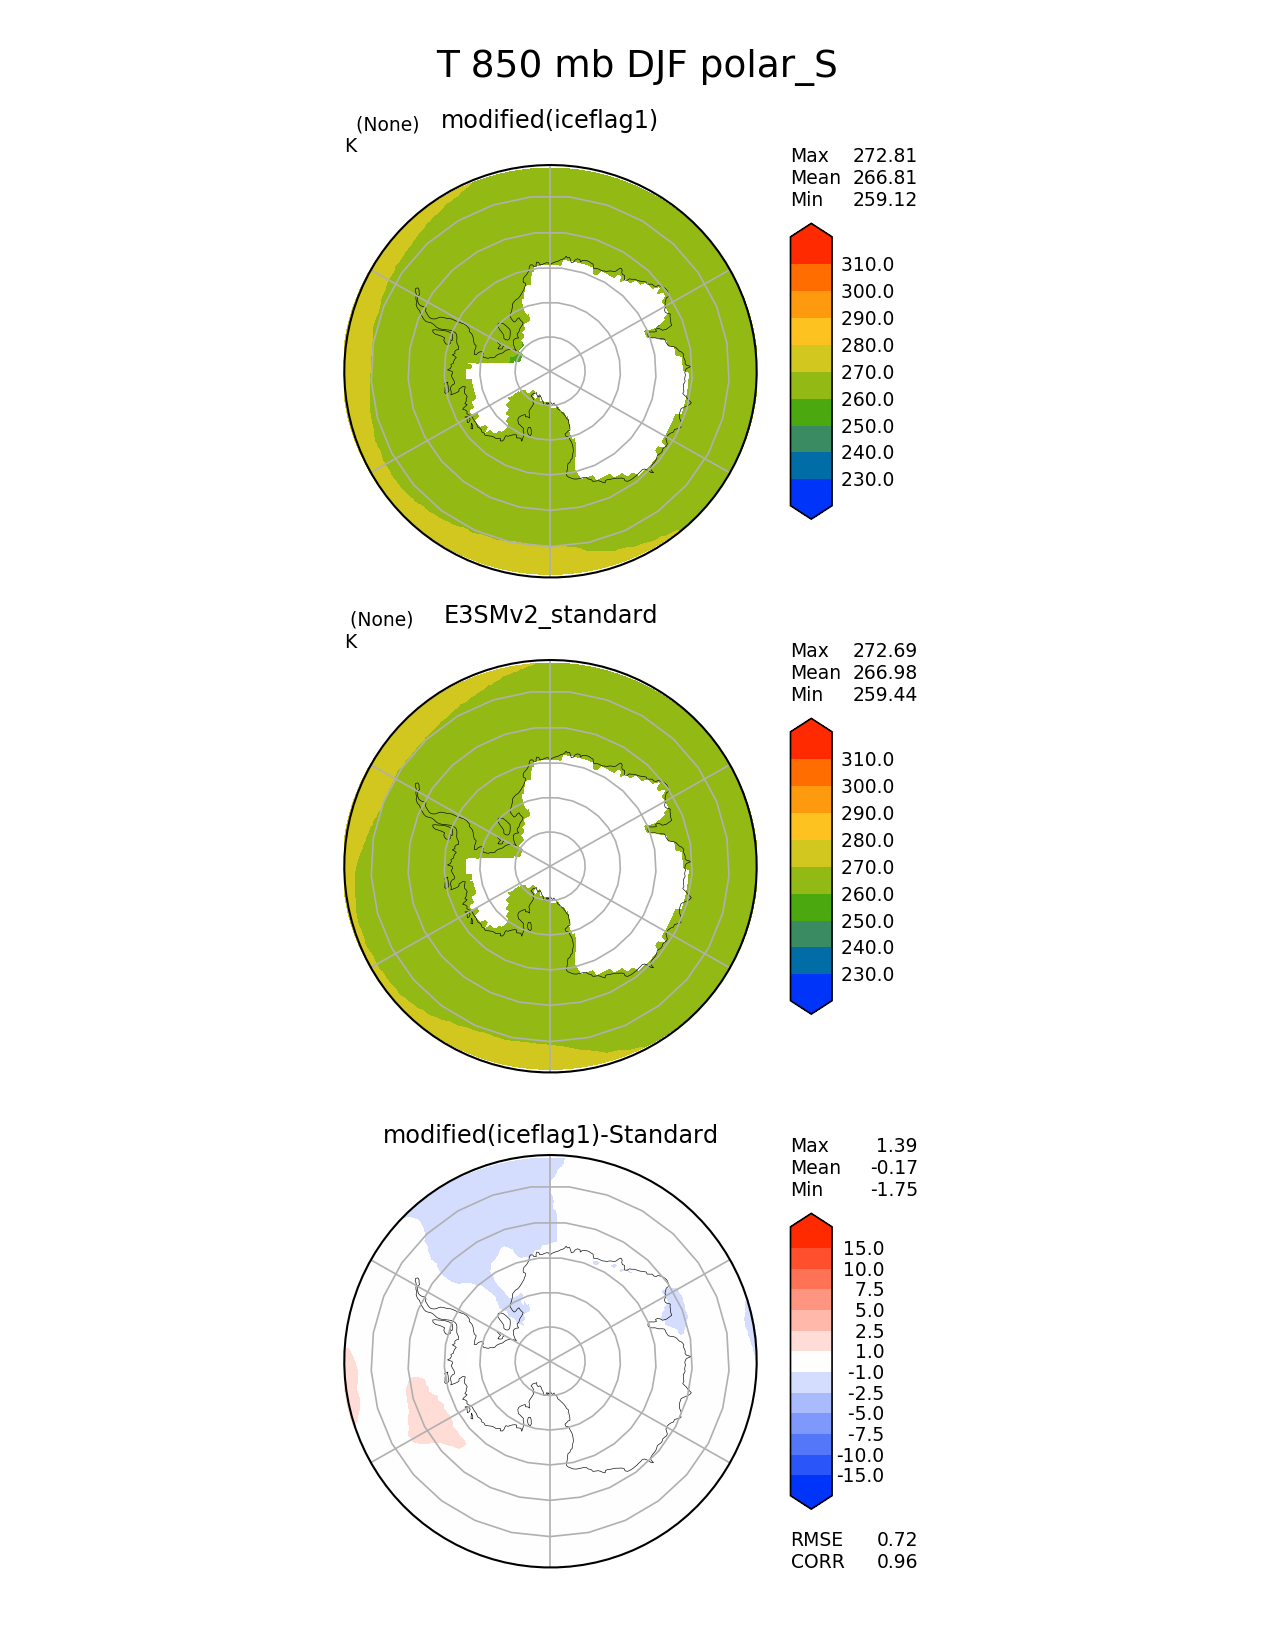 T 850 mb DJF polar_S
(None) modified(iceflag1)
K
Max 272.81
Mean 266.81
Min 259.12
310.0
300.0
290.0
280.0
270.0
260.0
250.0
240.0
230.0
(None) E3SMv2_standard
K
Max 272.69
Mean 266.98
Min 259.44
310.0
300.0
290.0
280.0
270.0
260.0
250.0
240.0
230.0
modified(iceflag1)-Standard
Max 1.39
Mean -0.17
Min -1.75
15.0
10.0
7.5
5.0
2.5
1.0
-1.0
-2.5
-5.0
-7.5
-10.0
-15.0
RMSE 0.72
CORR 0.96